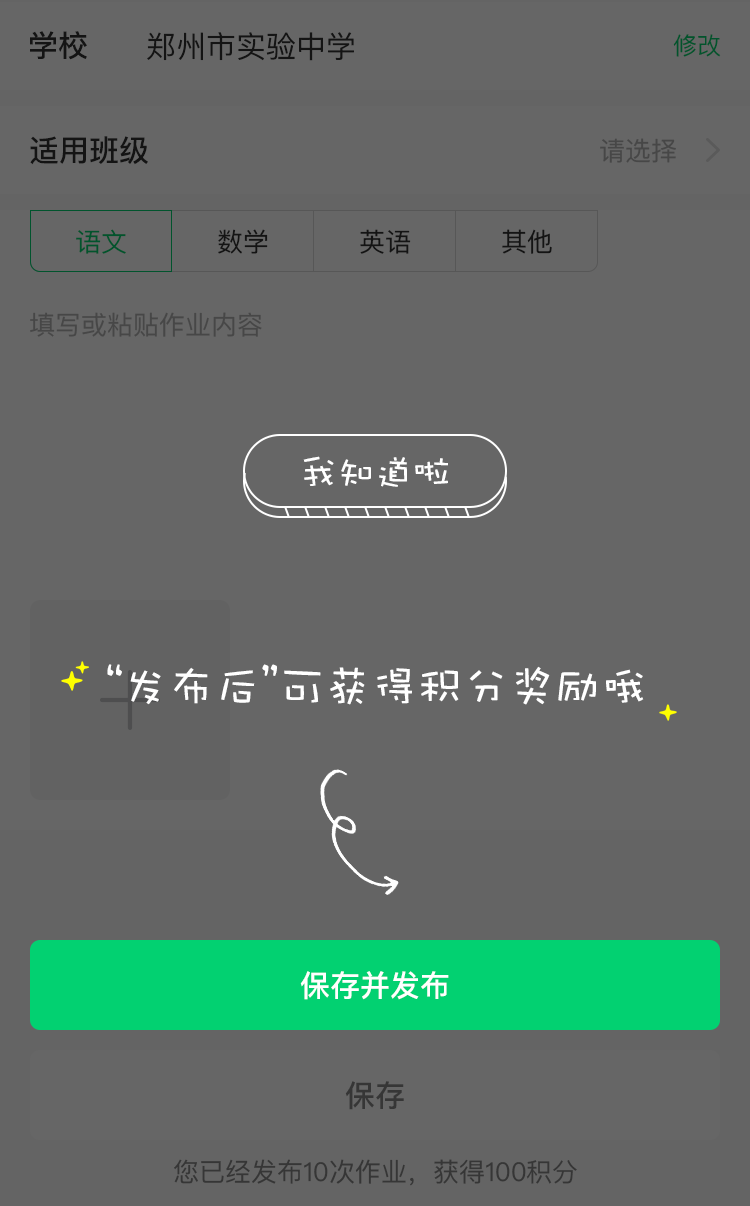 学校 郑州市实验中学 修改
适用班级 请选择
语文 数学 英语 其他
填写或粘贴作业内容
我知道啦
“发布后”可获得积分奖励哦
保存并发布
保存
您已经发布10次作业，获得100积分